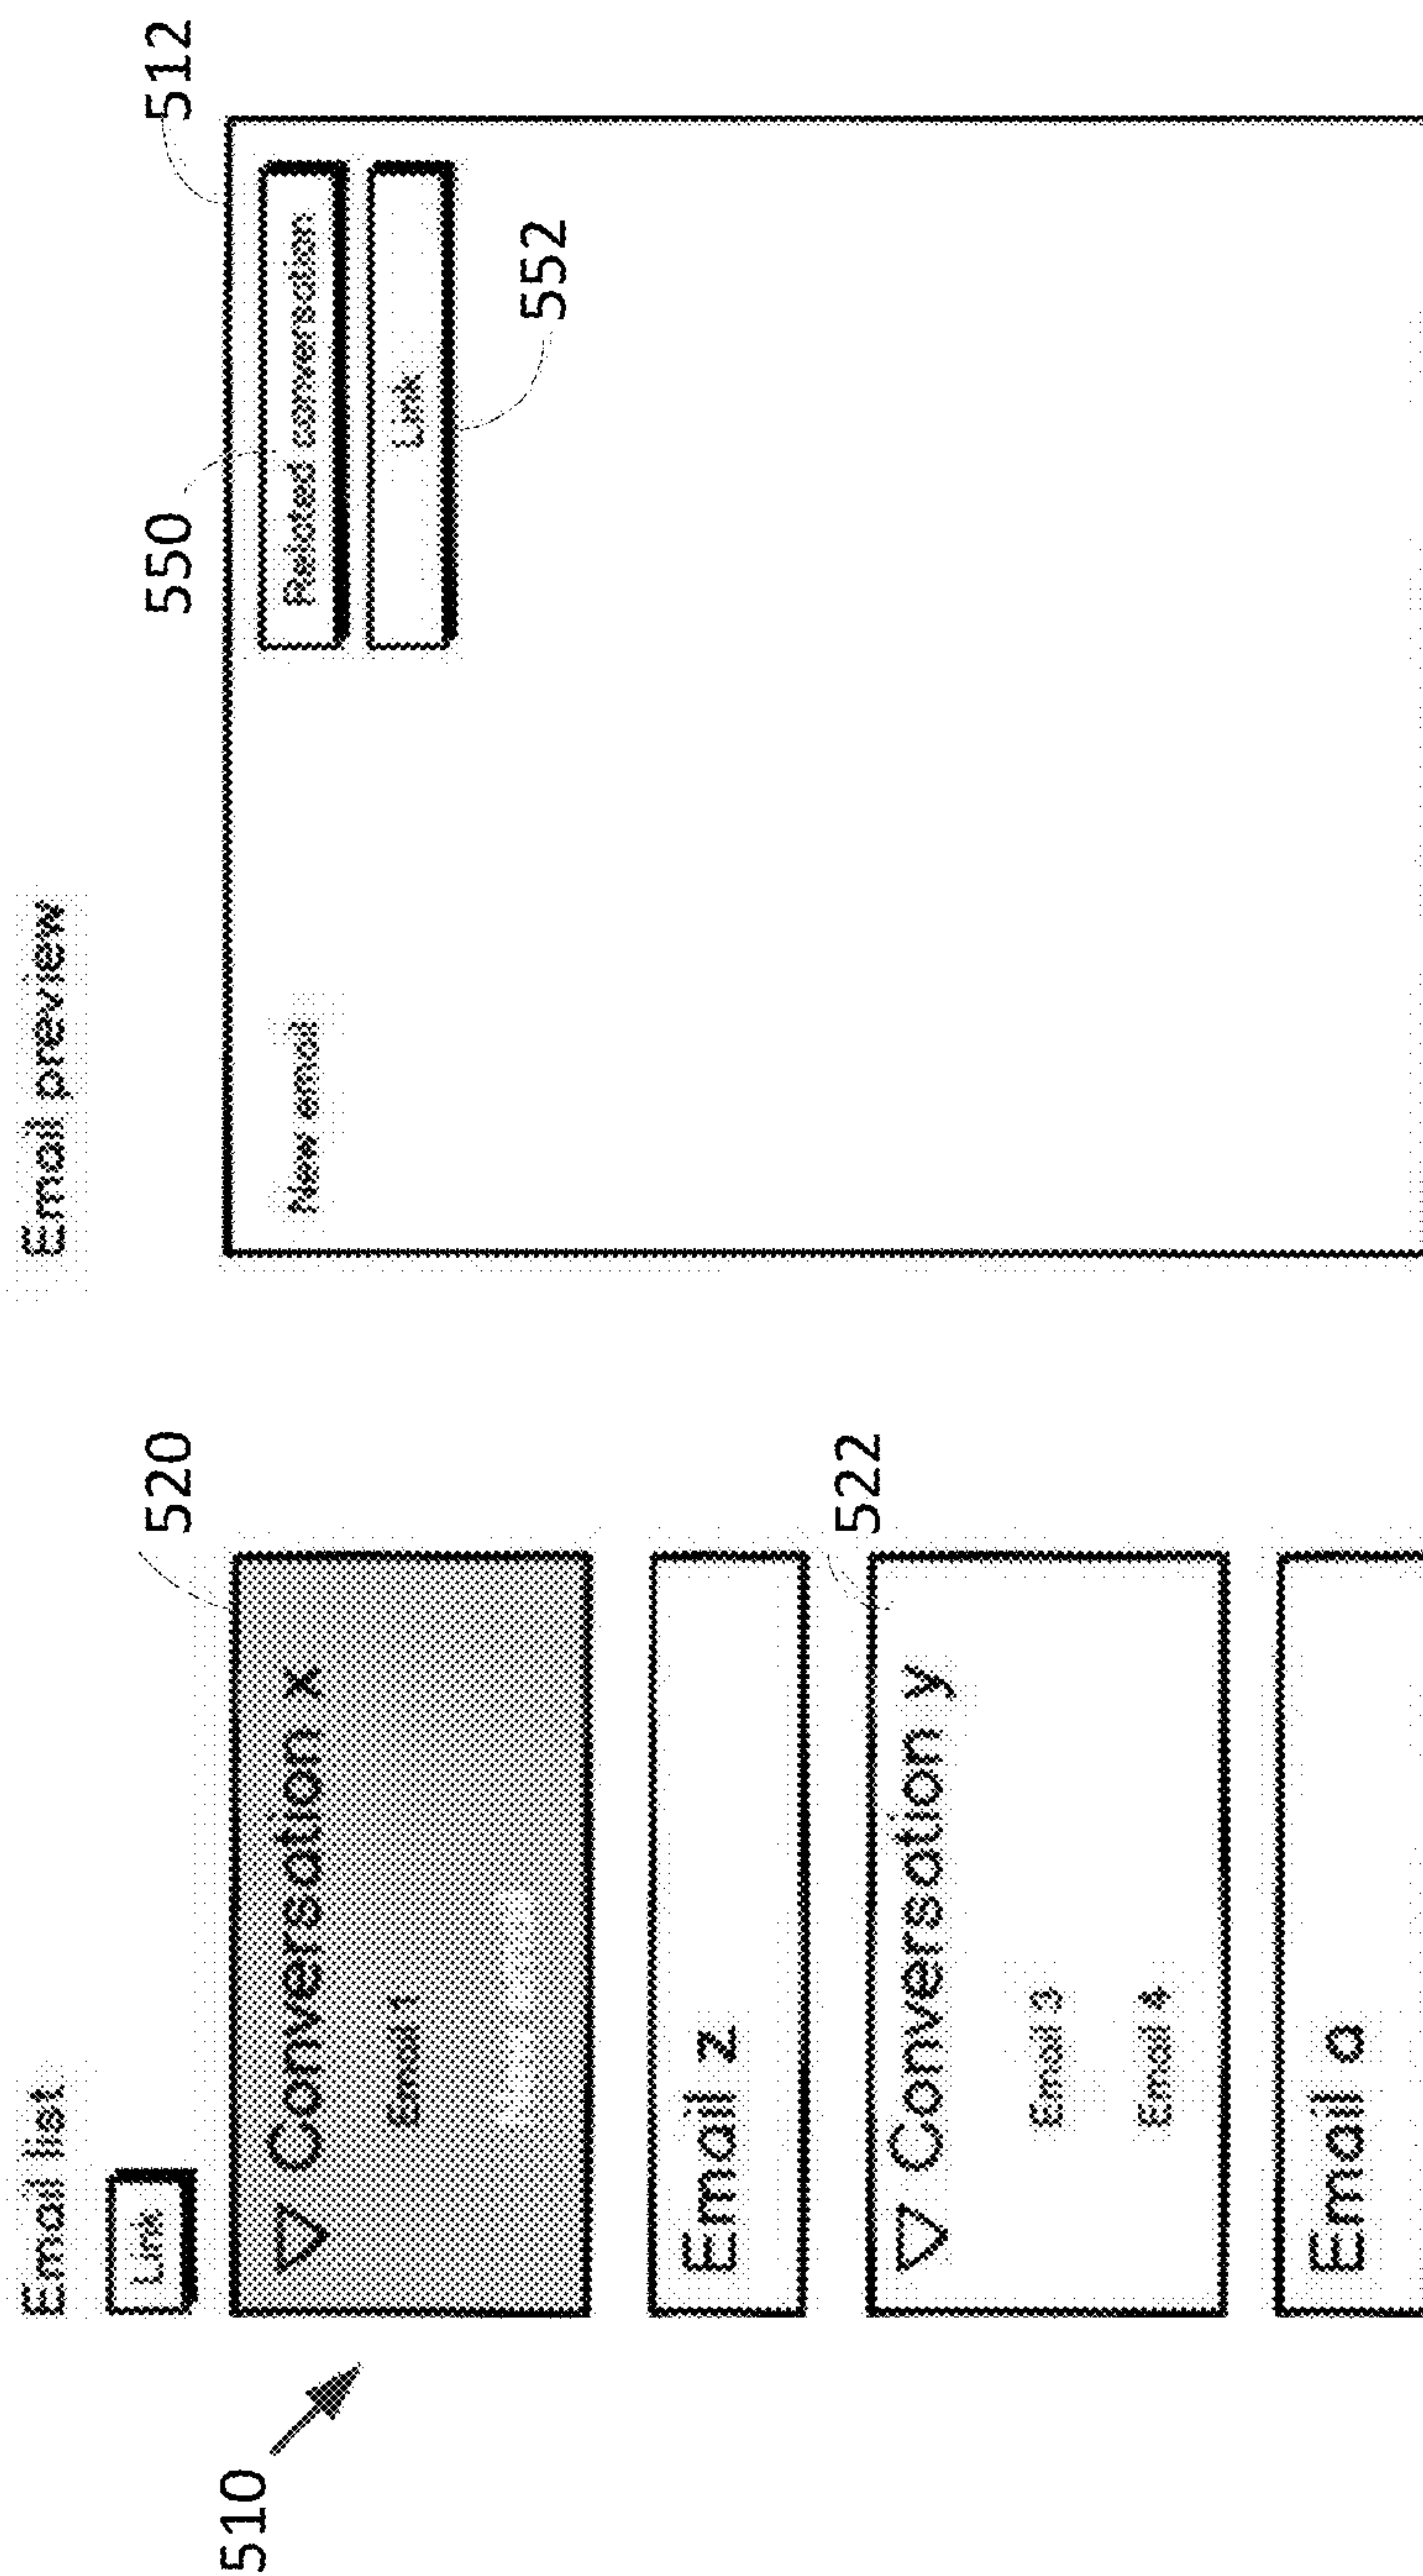 Email list
Email preview
Link
510
520
550
512
Conversation x
Email 1
New email
Related conversation
Link
552
Email z
522
Conversation y
Email 3
Email 4
Email o